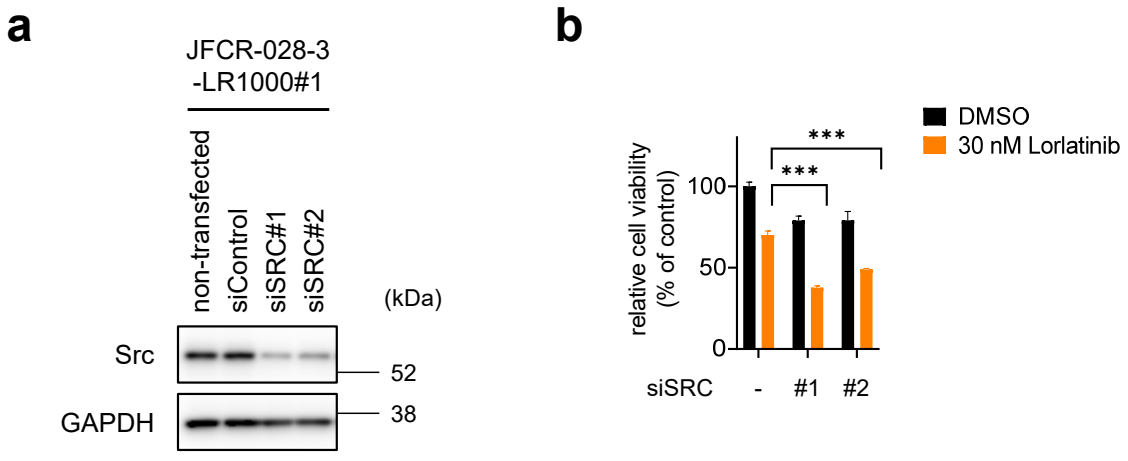 a
JFCR-028-3
-LR1000#1
non-transfected
siControl
siSRC#1
siSRC#2
(kDa)
Src
52
GAPDH
38
b
DMSO
30 nM Lorlatinib
relative cell viability
(% of control)
***
***
100
50
0
siSRC - #1 #2